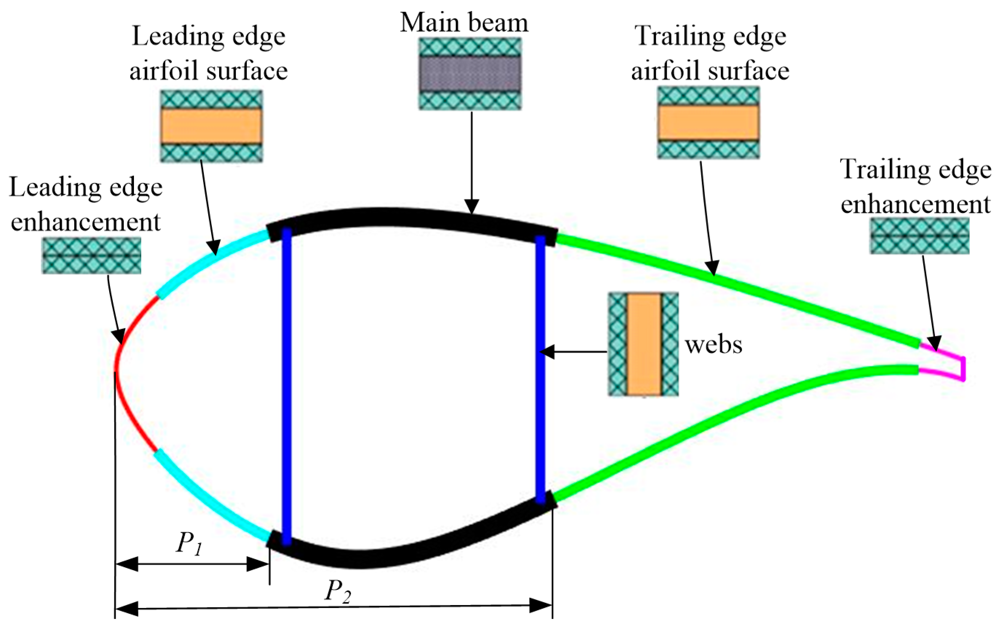 Main beam
Leading edge
airfoil surface
Trailing edge
airfoil surface
Leading edge
enhancement
Trailing edge
enhancement
webs
P1
P2